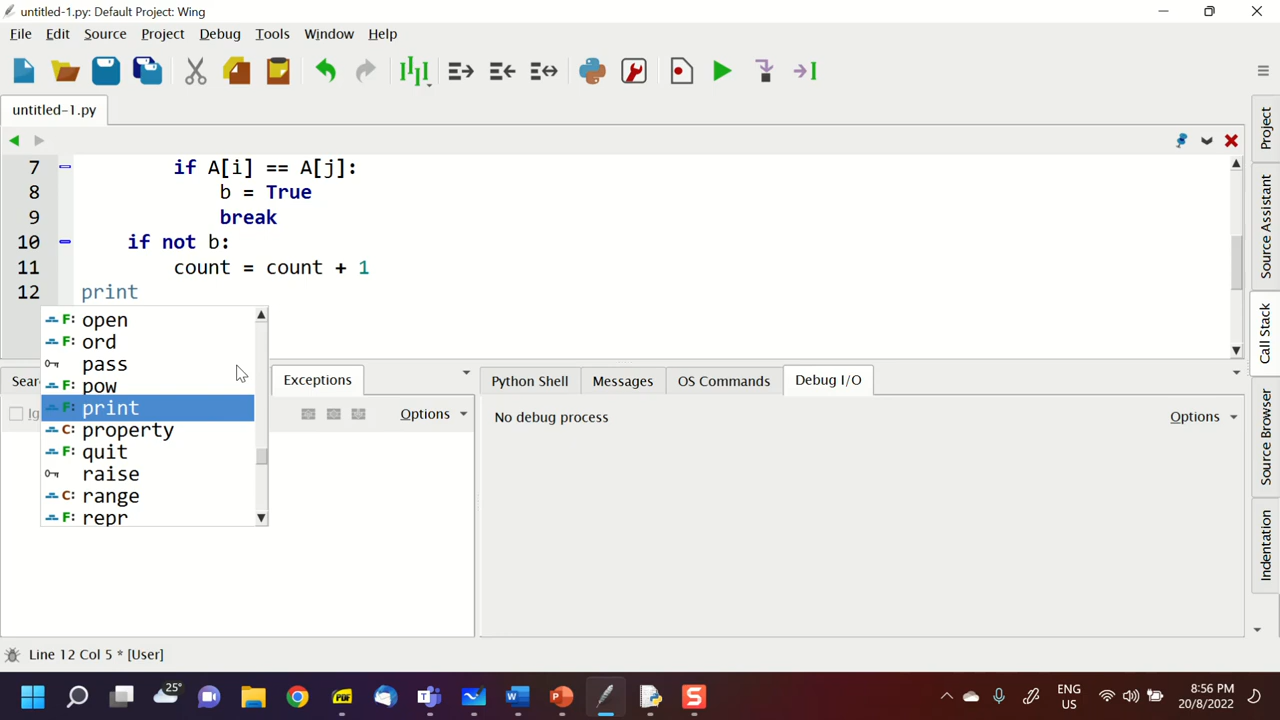 untitled-1.py: Default Project: Wing
File Edit Source Project Debug Tools Window Help
untitled-1.py
7 if A[i] == A[j]:
8 b = True
9 break
10 if not b:
11 count = count + 1
12 print
F: open
F: ord
pass
F: pow
F: print
C: property
F: quit
raise
C: range
F: repr
Sear
Exceptions
Ig
Options
Python Shell Messages OS Commands Debug I/O
No debug process
Options
Project
Source Assistant
Call Stack
Source Browser
Indentation
Line 12 Col 5 * [User]
25°
PDF
ENG
US
8:56 PM
20/8/2022